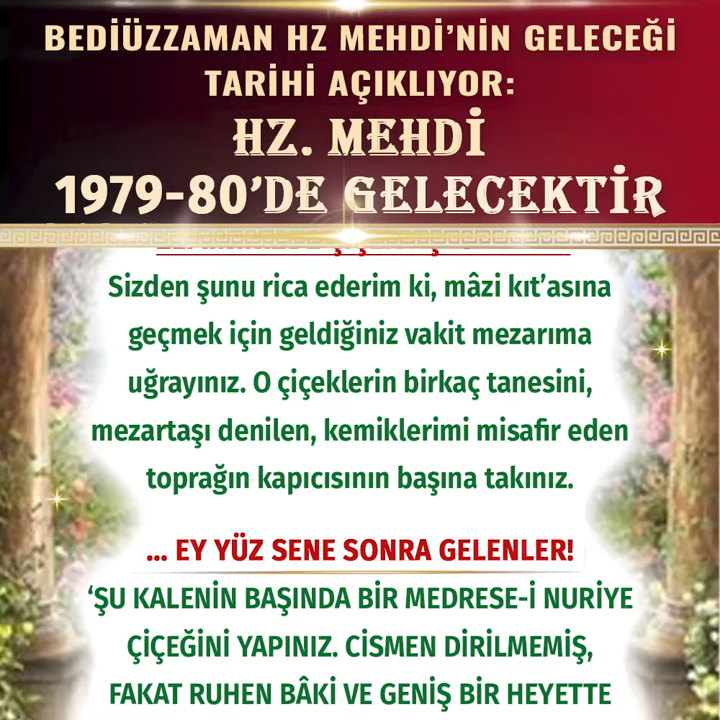 BEDİÜZZAMAN HZ MEHDİ’NİN GELECEĞİ
TARİHİ AÇIKLIYOR:
HZ. MEHDİ
1979-80’DE GELECEKTİR
Sizden şunu rica ederim ki, mâzi kıt’asına
geçmek için geldiğiniz vakit mezarıma
uğrayınız. O çiçeklerin birkaç tanesini,
mezartaşı denilen, kemiklerimi misafir eden
toprağın kapıcısının başına takınız.
... EY YÜZ SENE SONRA GELENLER!
‘ŞU KALENİN BAŞINDA BİR MEDRESE-İ NURİYE
ÇİÇEĞİNİ YAPINIZ. CİSMEN DİRİLMEMİŞ,
FAKAT RUHEN BÂKİ VE GENİŞ BİR HEYETTE